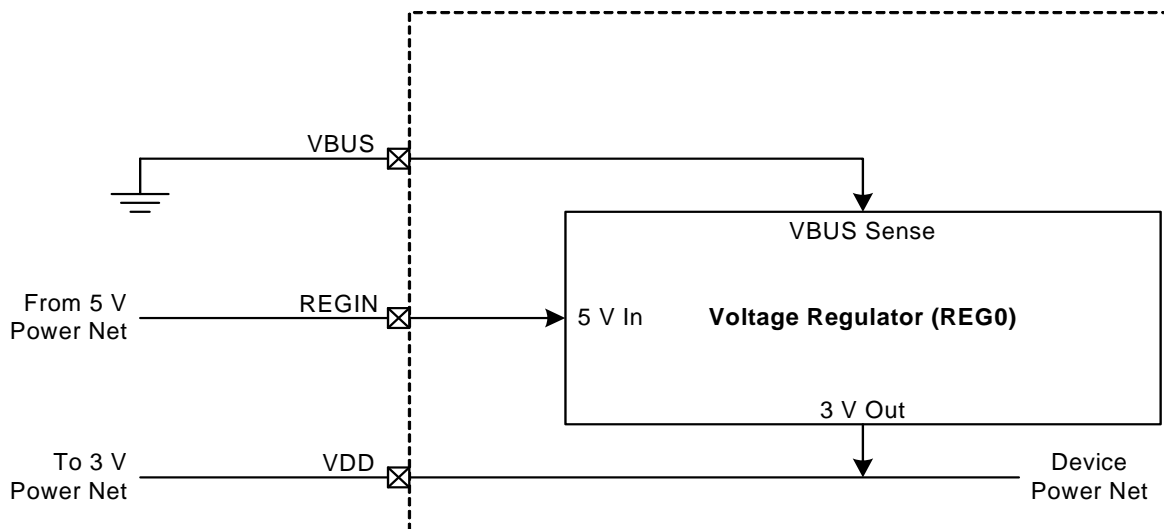 VBUS
VBUS Sense
From 5 V
Power Net
REGIN
5 V In
Voltage Regulator (REG0)
3 V Out
To 3 V
Power Net
VDD
Device
Power Net